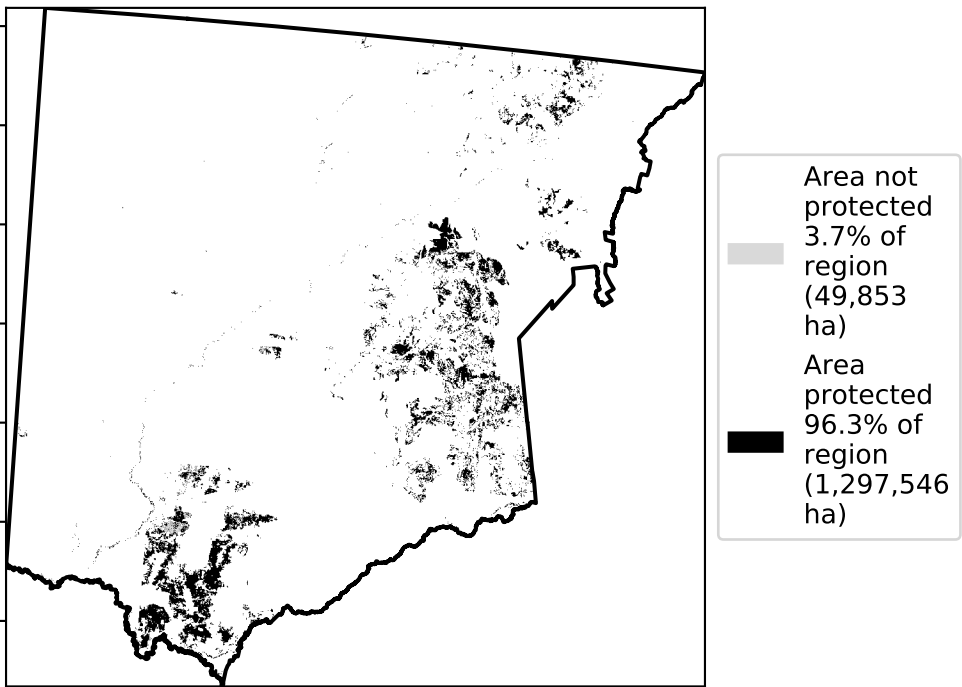 Area not
protected
3.7% of
region
(49,853
ha)
Area
protected
96.3% of
region
(1,297,546
ha)